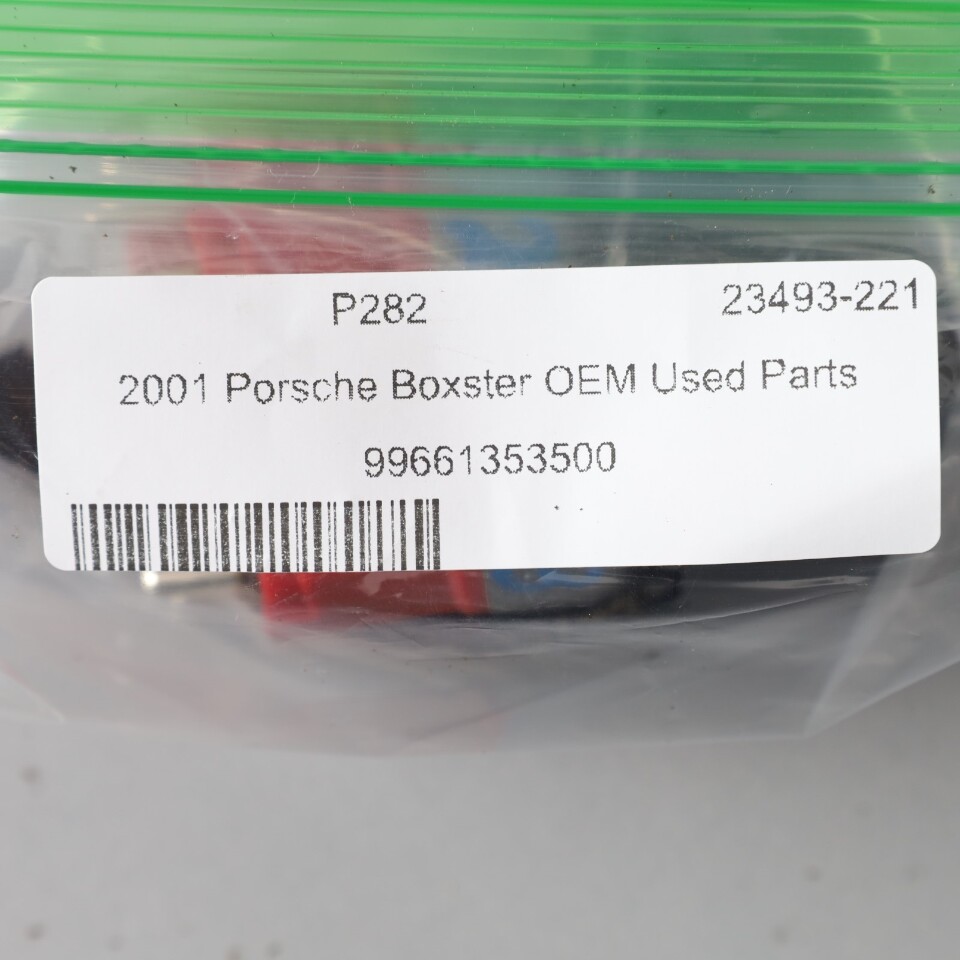 P282 23493-221
2001 Porsche Boxster OEM Used Parts
99661353500